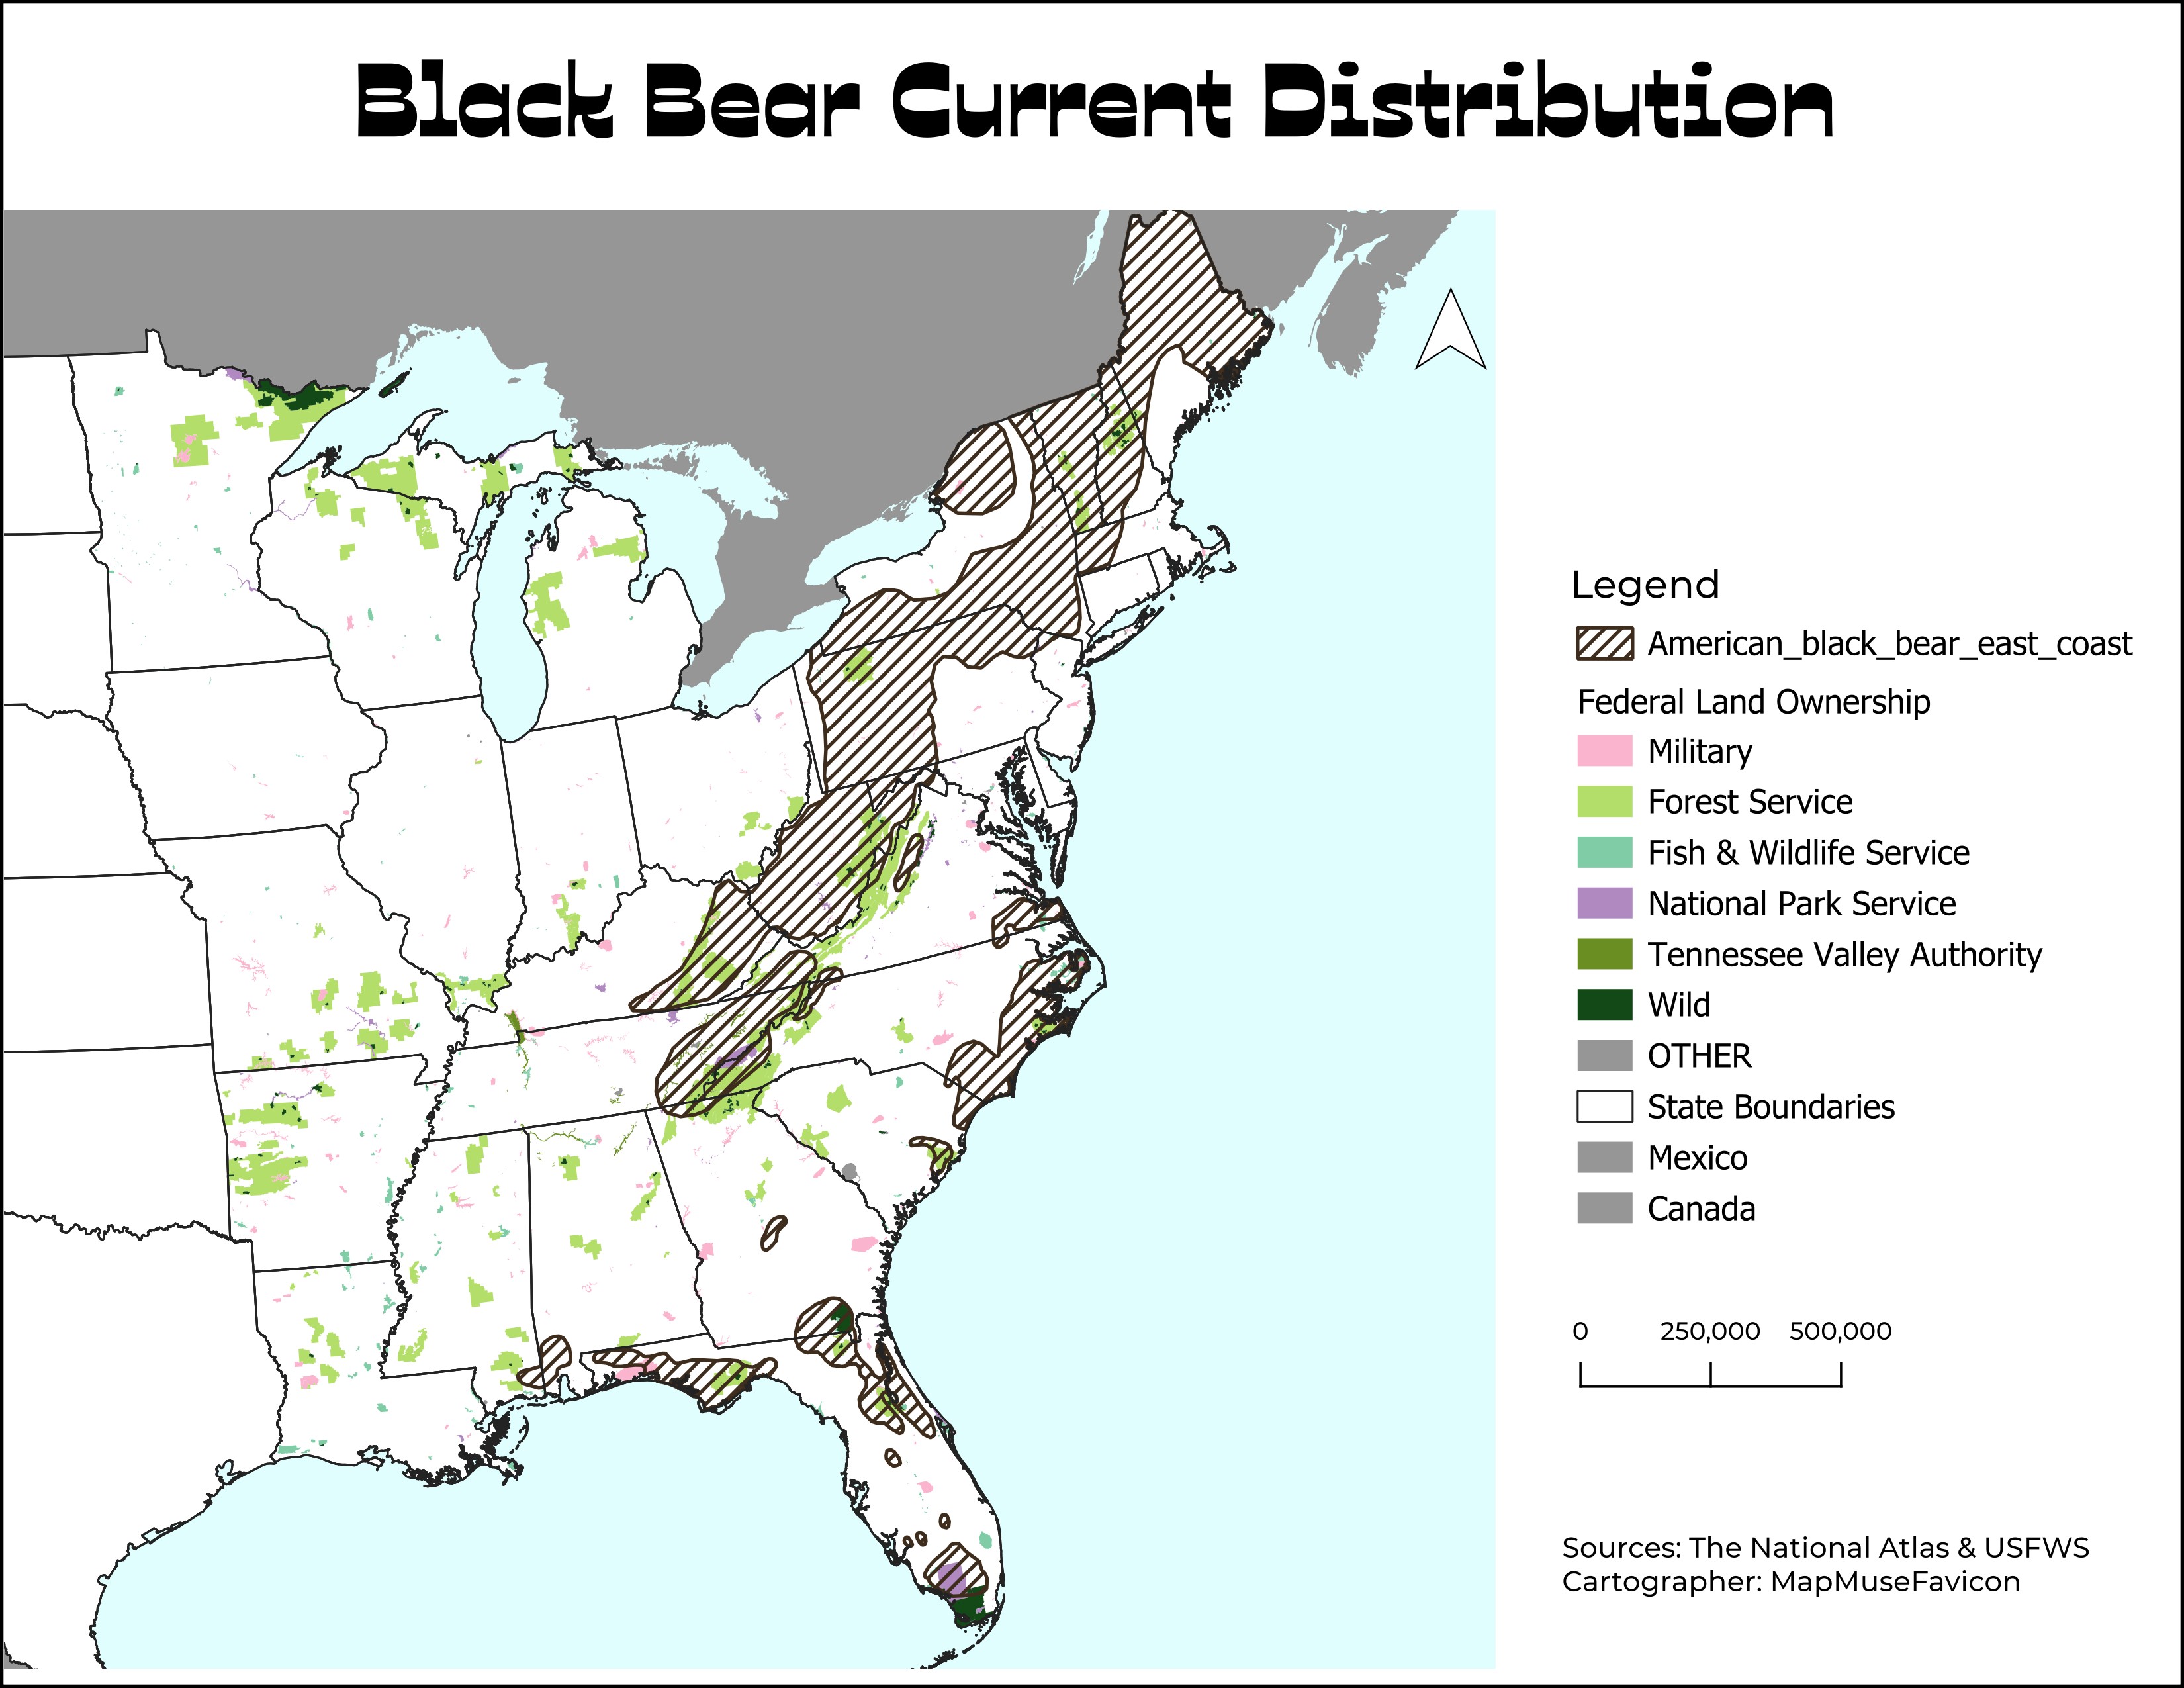 Black Bear Current Distribution
Legend
American_black_bear_east_coast
Federal Land Ownership
Military
Forest Service
Fish & Wildlife Service
National Park Service
Tennessee Valley Authority
Wild
OTHER
State Boundaries
Mexico
Canada
0 250,000 500,000
Sources: The National Atlas & USFWS
Cartographer: MapMuseFavicon